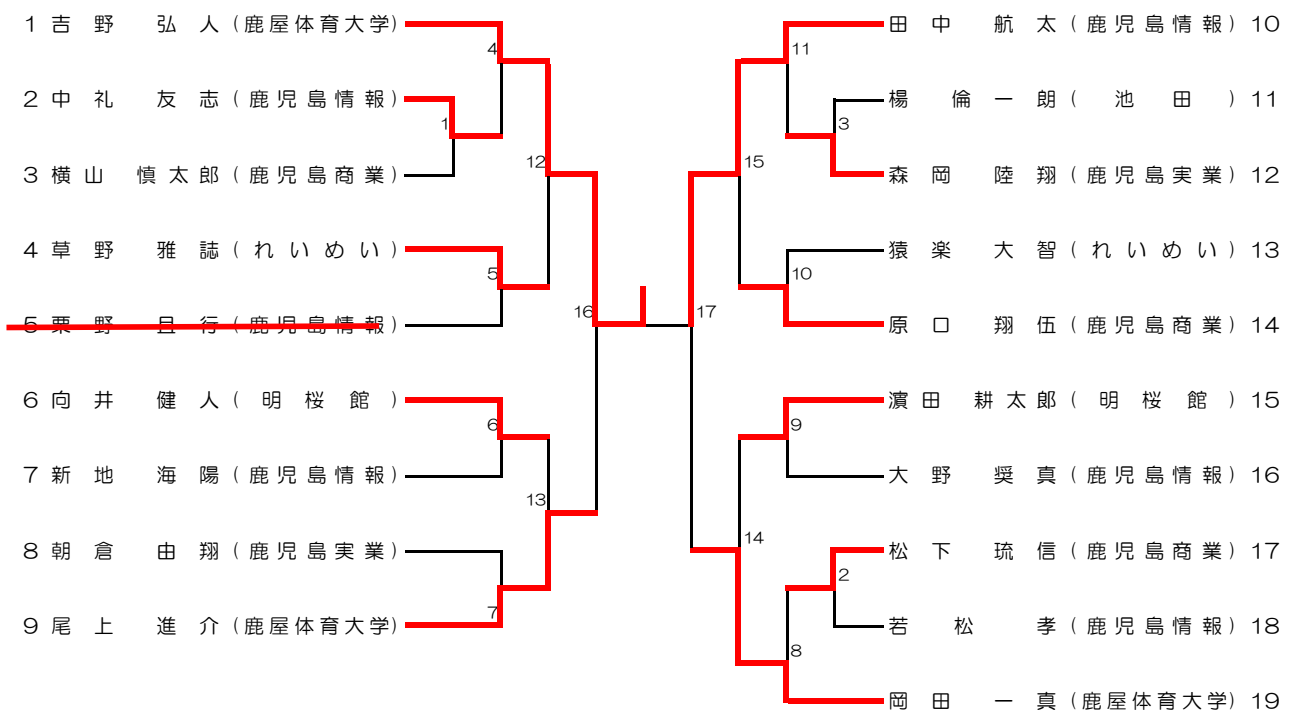 1 吉野 弘人(鹿屋体育大学)
2 中礼 友志(鹿児島情報)
3 横山 慎太郎(鹿児島商業)
4 草野 雅誌(れいめい)
5 栗野 且行(鹿児島情報)
6 向井 健人(明桜館)
7 新地 海陽(鹿児島情報)
8 朝倉 由翔(鹿児島実業)
9 尾上 進介(鹿屋体育大学)
4
1
12
5
16
6
13
7
田中 航太(鹿児島情報) 10
楊 倫一朗(池田) 11
森岡 陸翔(鹿児島実業) 12
猿楽 大智(れいめい) 13
原口 翔伍(鹿児島商業) 14
濵田 耕太郎(明桜館) 15
大野 奨真(鹿児島情報) 16
松下 琉信(鹿児島商業) 17
若松 孝(鹿児島情報) 18
岡田 一真(鹿屋体育大学) 19
11
3
15
10
17
9
14
2
8